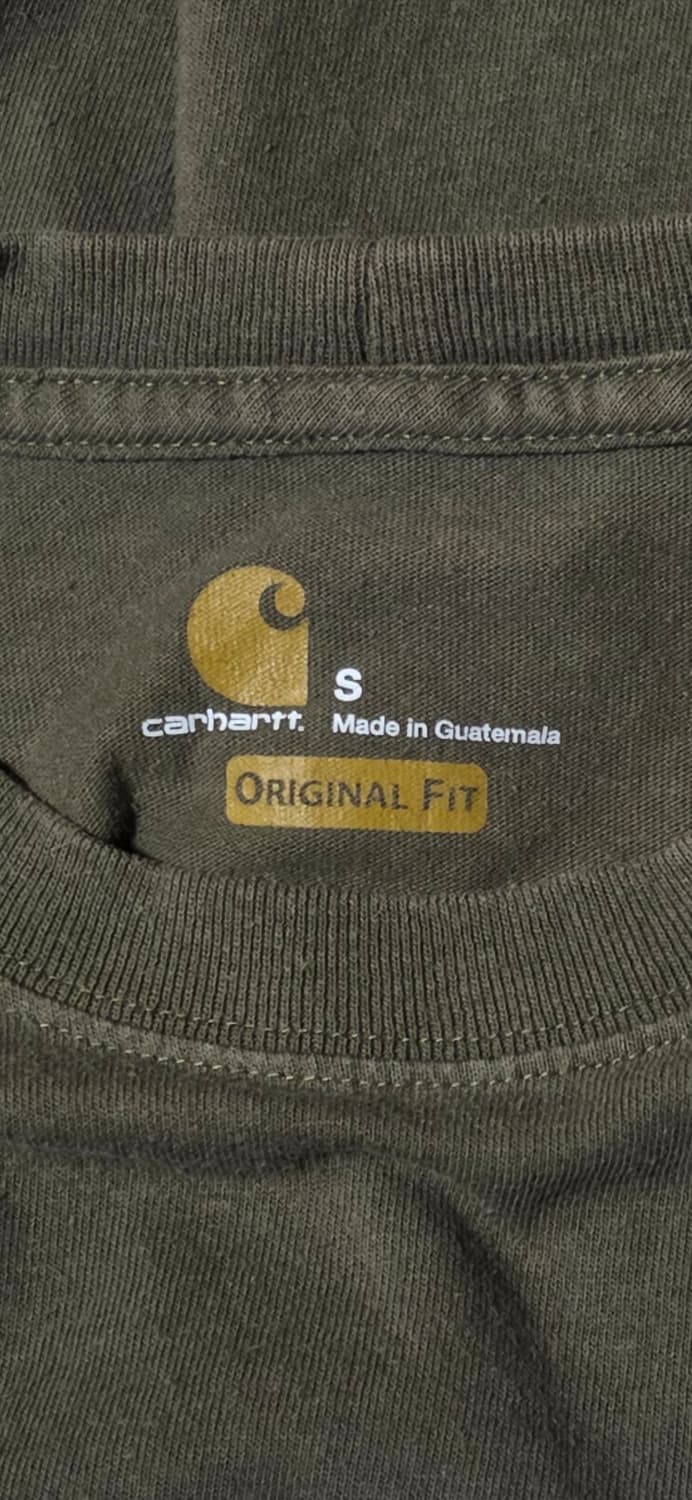 S
carhartt. Made in Guatemala
ORIGINAL FIT